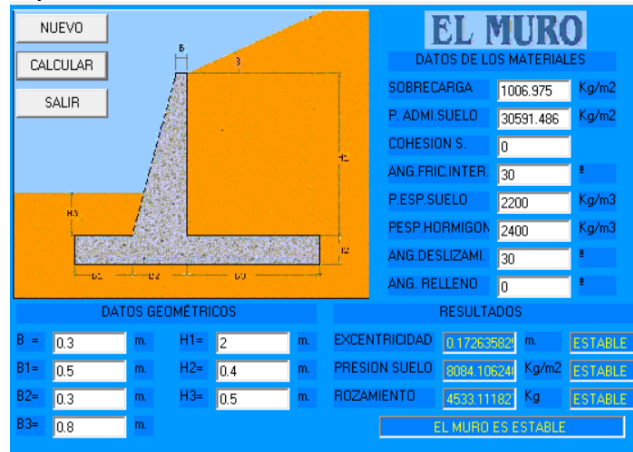 NUEVO
CALCULAR
SALIR
B
B
H1
H3
H2
B1
B2
B3
EL MURO
DATOS DE LOS MATERIALES
SOBRECARGA 1006.975 Kg/m2
P. ADMI.SUELO 30591.486 Kg/m2
COHESION S. 0
ANG.FRIC.INTER. 30 º
P.ESP.SUELO 2200 Kg/m3
PESP.HORMIGON 2400 Kg/m3
ANG.DESLIZAMI. 30 º
ANG. RELLENO 0 º
DATOS GEOMÉTRICOS
B = 0.3 m. H1= 2 m.
B1= 0.5 m. H2= 0.4 m.
B2= 0.3 m. H3= 0.5 m.
B3= 0.8 m.
RESULTADOS
EXCENTRICIDAD 0.17263582 m. ESTABLE
PRESION SUELO 8084.10624 Kg/m2 ESTABLE
ROZAMIENTO 4533.11182 Kg ESTABLE
EL MURO ES ESTABLE